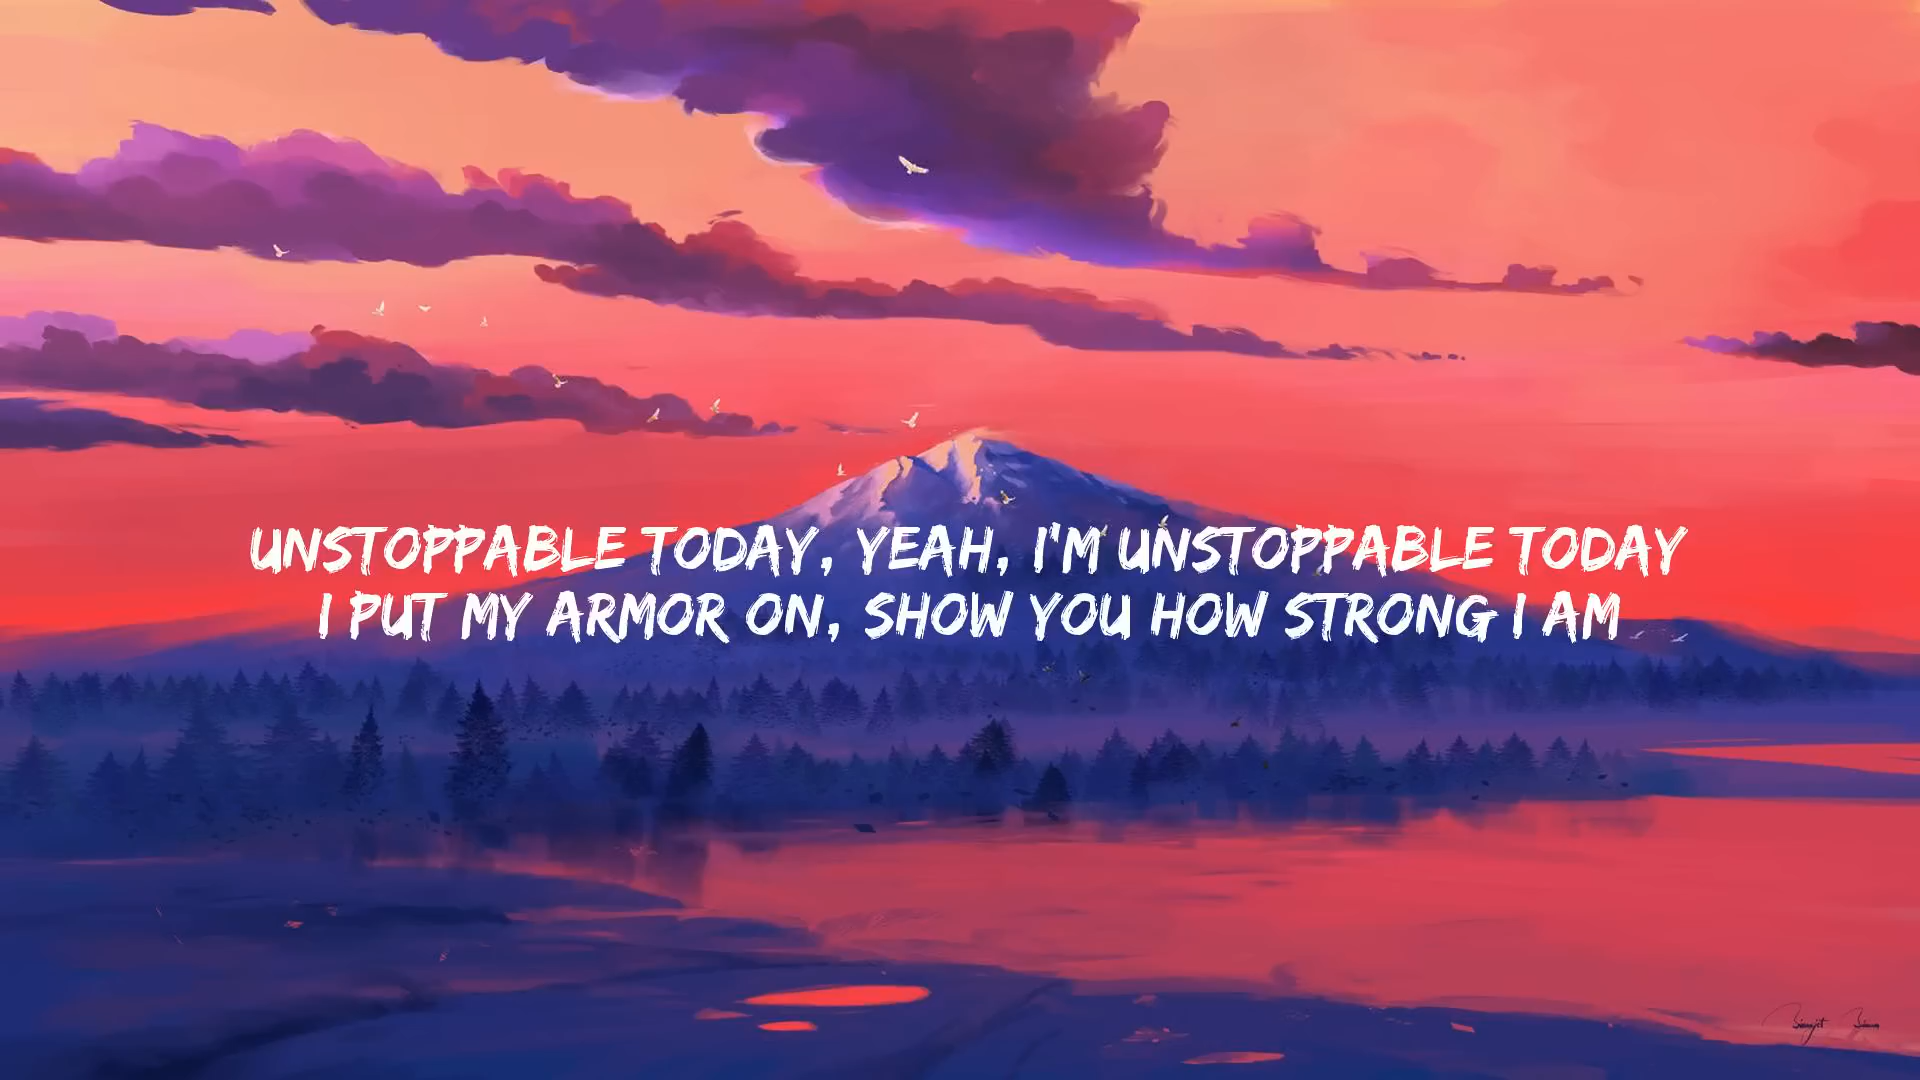 UNSTOPPABLE TODAY, YEAH, I'M UNSTOPPABLE TODAY
I PUT MY ARMOR ON, SHOW YOU HOW STRONG I AM